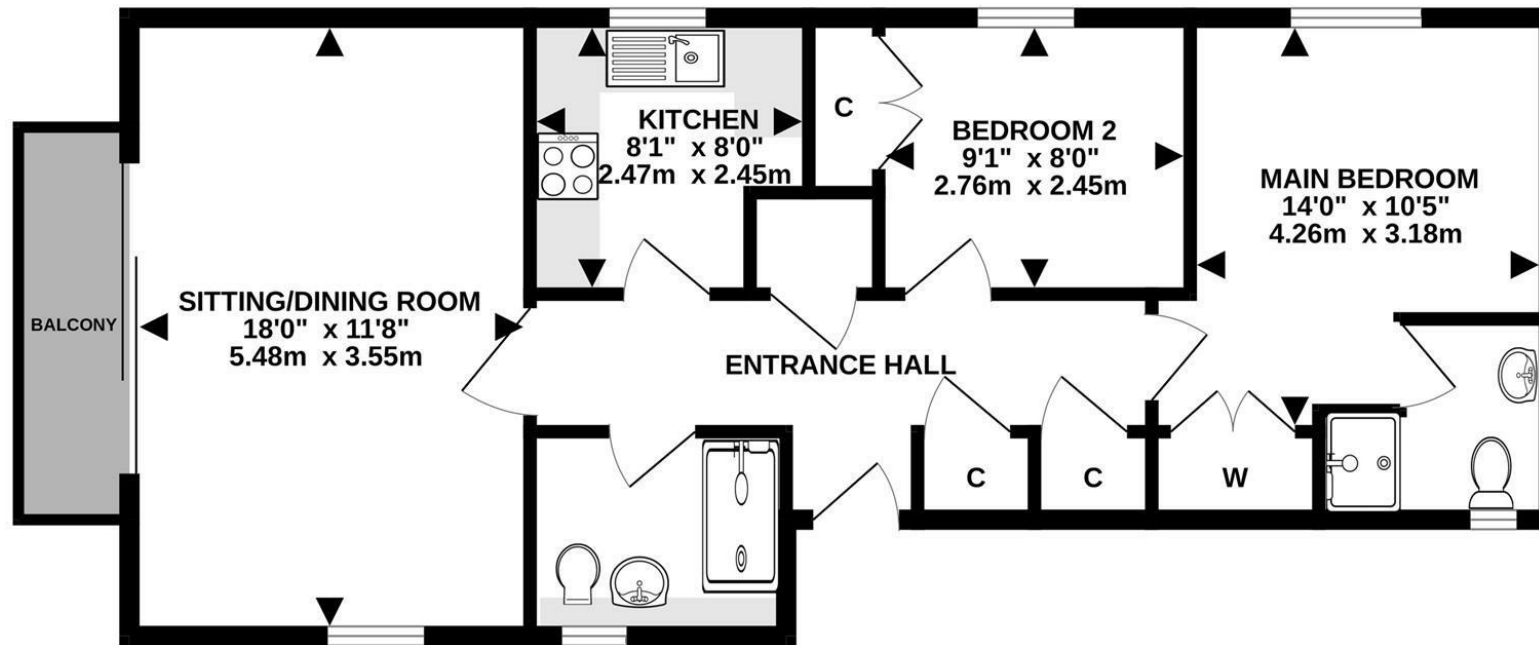 KITCHEN
8'1" x 8'0"
2.47m x 2.45m
C
BEDROOM 2
9'1" x 8'0"
2.76m x 2.45m
MAIN BEDROOM
14'0" x 10'5"
4.26m x 3.18m
BALCONY
SITTING/DINING ROOM
18'0" x 11'8"
5.48m x 3.55m
ENTRANCE HALL
C
C
W